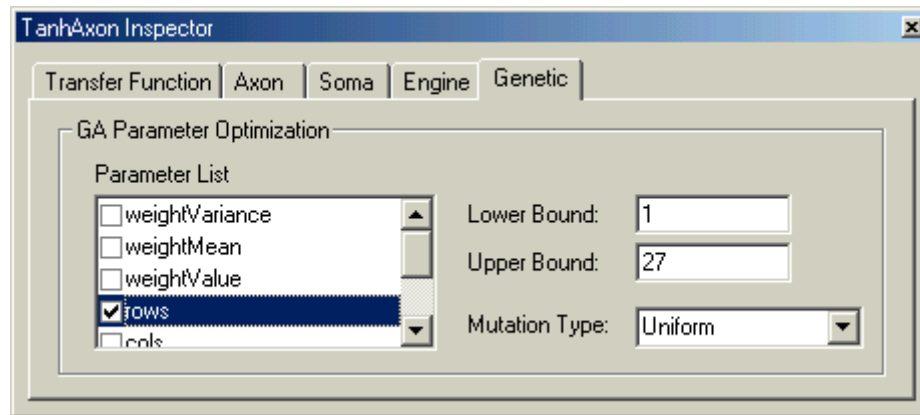 TanhAxon Inspector
Transfer Function Axon Soma Engine Genetic
GA Parameter Optimization
Parameter List
weightVariance
weightMean
weightValue
rows
cols
Lower Bound: 1
Upper Bound: 27
Mutation Type: Uniform